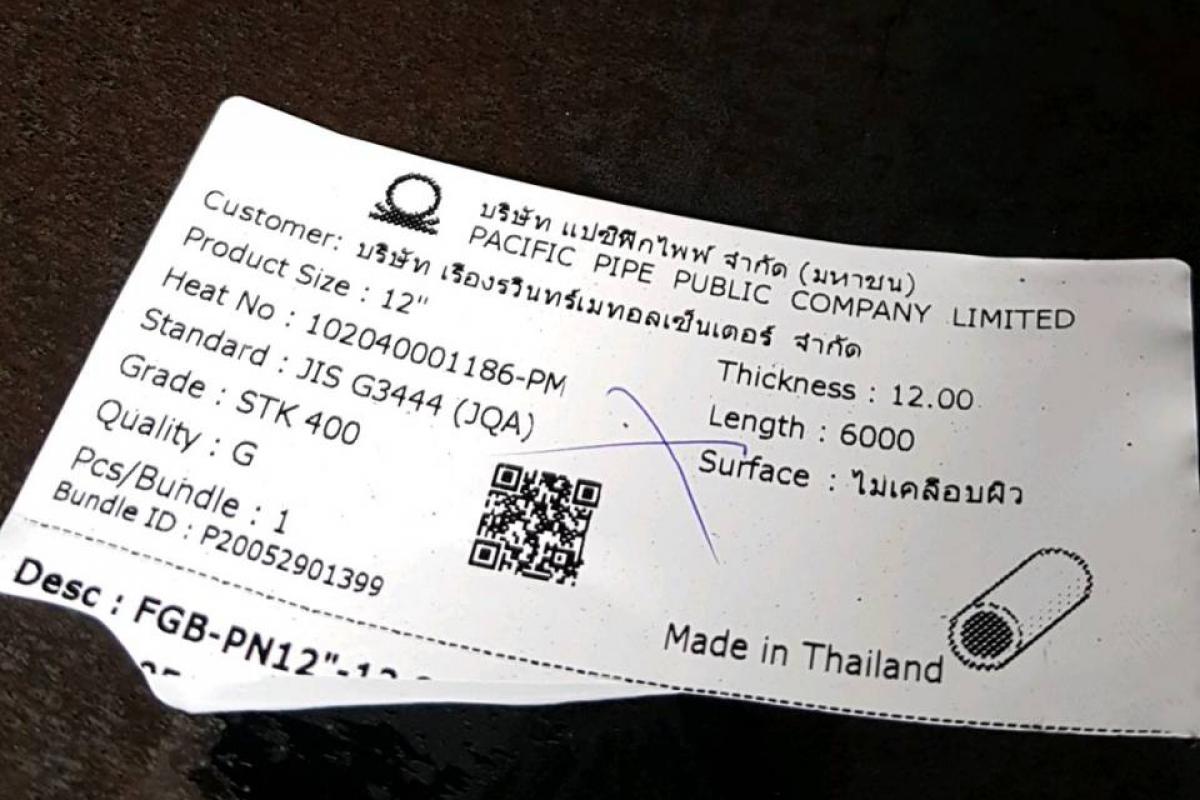 บริษัท แปซิฟิกไพพ์ จำกัด (มหาชน)
PACIFIC PIPE PUBLIC COMPANY LIMITED
Customer: บริษัท เรืองรวินทร์เมทอลเซ็นเตอร์ จำกัด
Product Size : 12"
Thickness : 12.00
Heat No : 102040001186-PM
Length : 6000
Standard : JIS G3444 (JQA)
Surface : ไม่เคลือบผิว
Grade : STK 400
Quality : G
Pcs/Bundle : 1
Bundle ID : P20052901399
Made in Thailand
Desc : FGB-PN12"-12